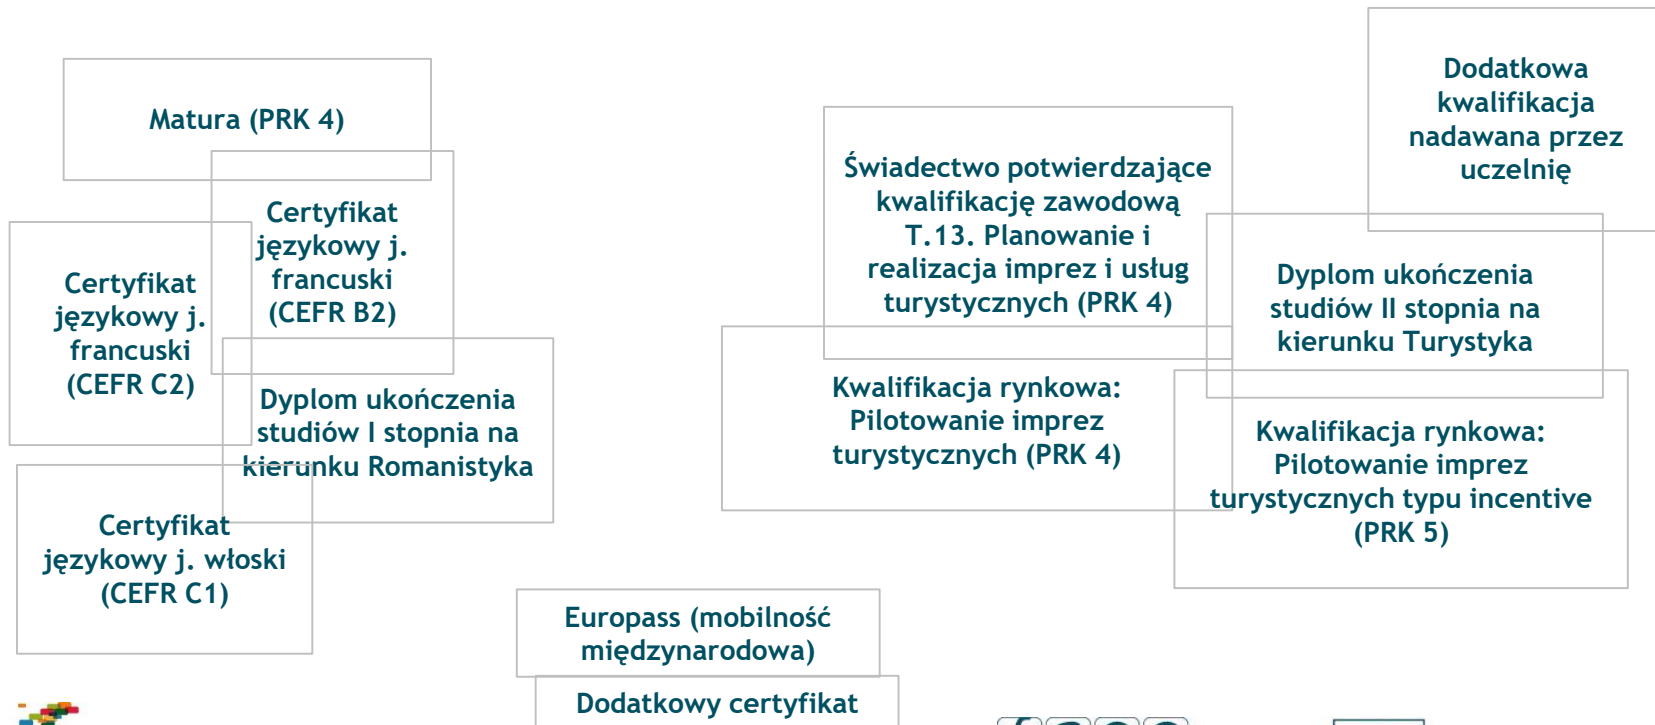 Matura (PRK 4)
Certyfikat
językowy j.
francuski
(CEFR B2)
Certyfikat
językowy j.
francuski
(CEFR C2)
Dyplom ukończenia
studiów I stopnia na
kierunku Romanistyka
Certyfikat
językowy j. włoski
(CEFR C1)
Europass (mobilność
międzynarodowa)
Dodatkowy certyfikat
Świadectwo potwierdzające
kwalifikację zawodową
T.13. Planowanie i
realizacja imprez i usług
turystycznych (PRK 4)
Kwalifikacja rynkowa:
Pilotowanie imprez
turystycznych (PRK 4)
Dodatkowa
kwalifikacja
nadawana przez
uczelnię
Dyplom ukończenia
studiów II stopnia na
kierunku Turystyka
Kwalifikacja rynkowa:
Pilotowanie imprez
turystycznych typu incentive
(PRK 5)